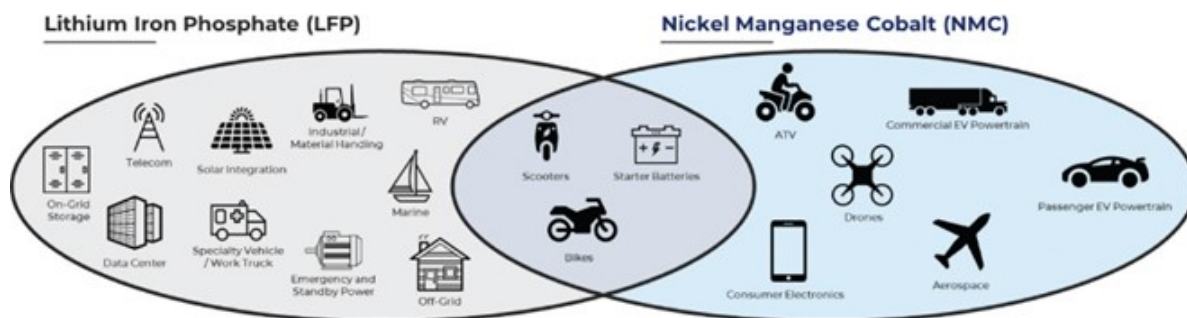 Lithium Iron Phosphate (LFP)
Nickel Manganese Cobalt (NMC)
Telecom
Solar Integration
Industrial /
Material Handing
RV
On-Grid
Storage
Data Center
Specialty Vehicle
/ Work Truck
Emergency and
Standby Power
Marine
Off-Grid
Scooters
Starter Batteries
Bikes
ATV
Commercial EV Powertrain
Drones
Passenger EV Powertrain
Consumer Electronics
Aerospace